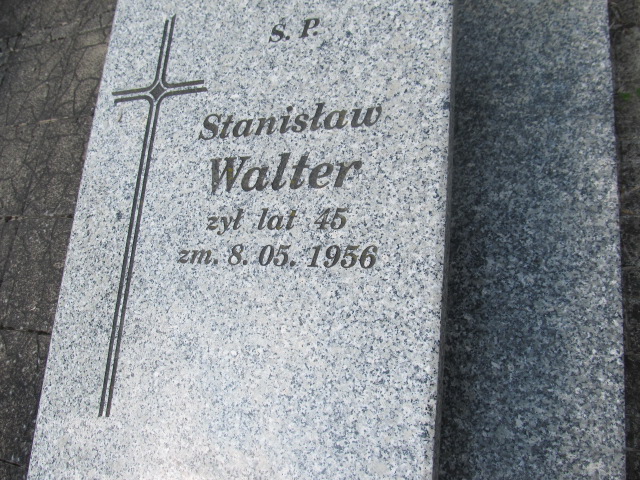 Ś. P.
Stanisław
Walter
żył lat 45
zm. 8. 05. 1956